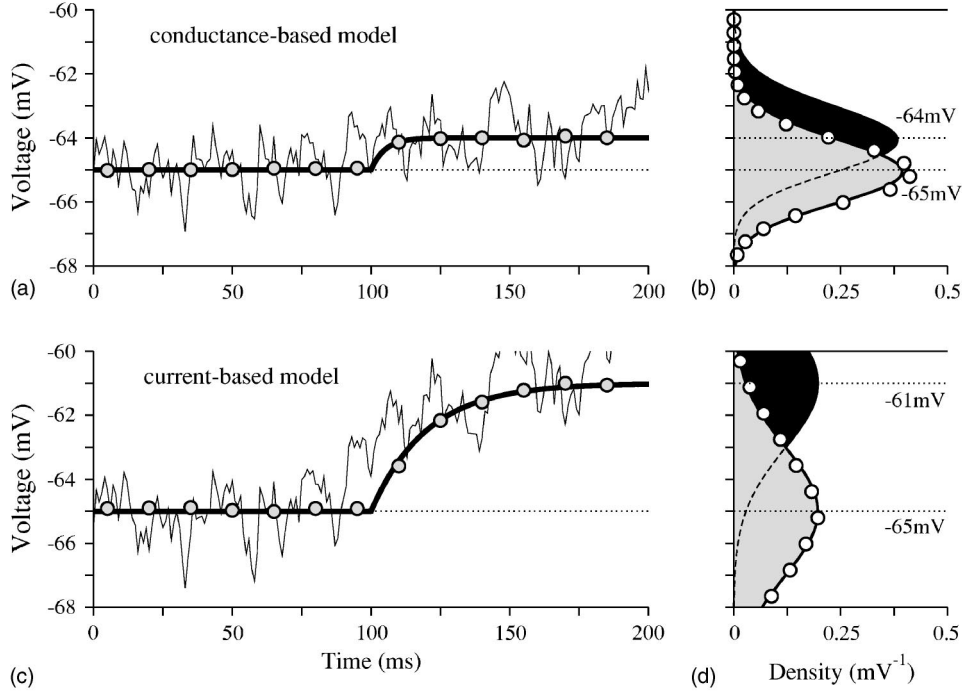 -60
-62
-64
-66
-68
Voltage (mV)
conductance-based model
0
50
100
150
200
(a)
-64mV
-65mV
0
0.25
0.5
(b)
-60
-62
-64
-66
-68
Voltage (mV)
current-based model
0
50
100
150
200
Time (ms)
(c)
-61mV
-65mV
0
0.25
0.5
Density (mV⁻¹)
(d)